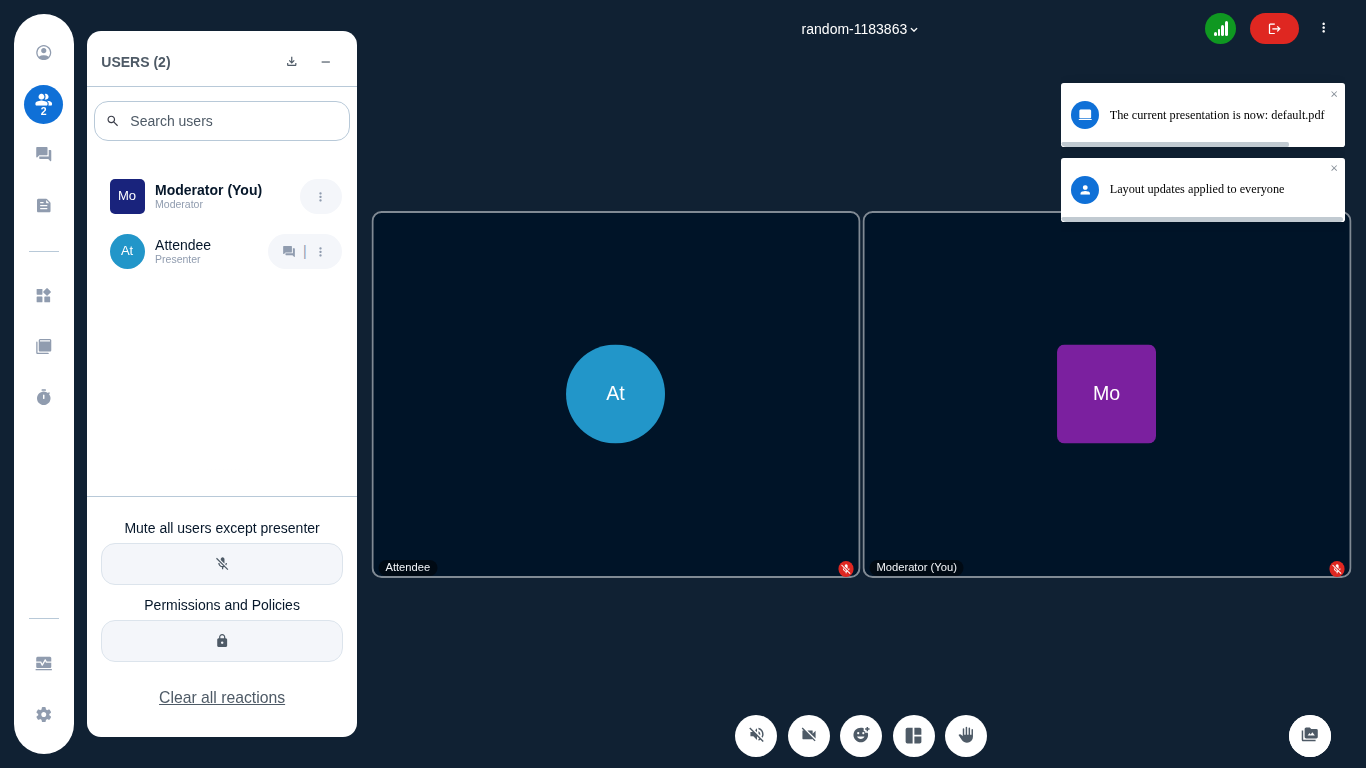 random-1183863
USERS (2)
2
Search users
Mo
Moderator (You)
Moderator
At
Attendee
Presenter
The current presentation is now: default.pdf
Layout updates applied to everyone
At
Mo
Attendee
Moderator (You)
Mute all users except presenter
Permissions and Policies
Clear all reactions